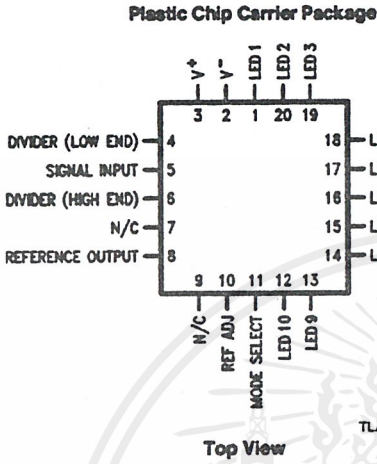 Plastic Chip Carrier Package
V+ V- LED 1 LED 2 LED 3
3 2 1 20 19
DIVIDER (LOW END) 4 18 L
SIGNAL INPUT 5 17 L
DIVIDER (HIGH END) 6 16 L
N/C 7 15 L
REFERENCE OUTPUT 8 14 L
9 10 11 12 13
N/C REF ADJ MODE SELECT LED 10 LED 9
TL
Top View